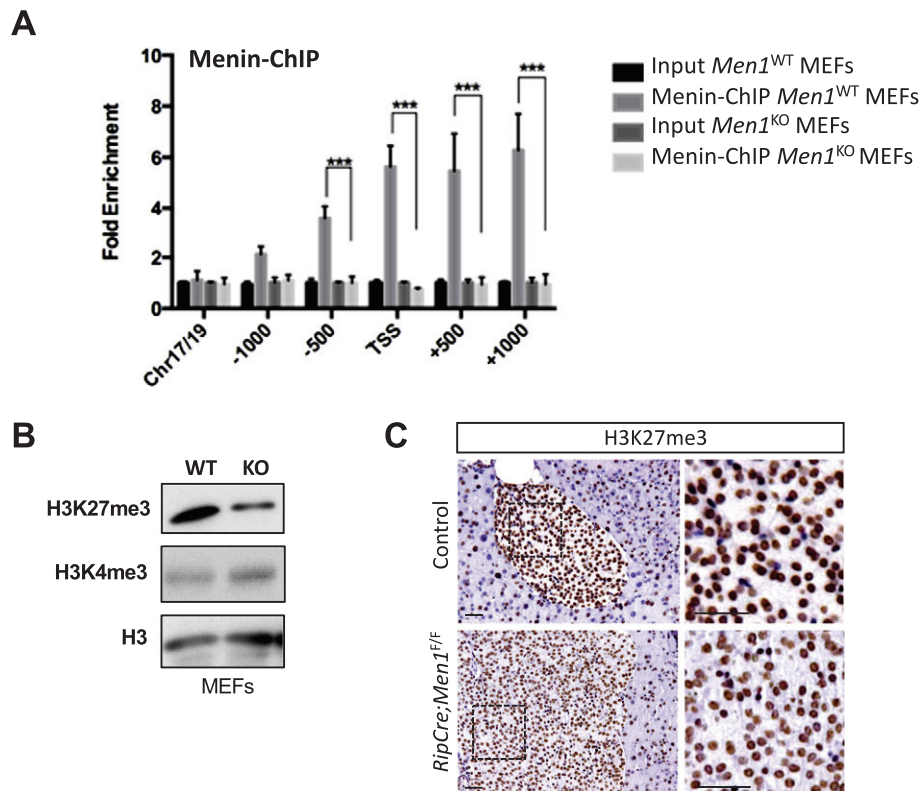 A
Menin-ChIP
Fold Enrichment
10
8
6
4
2
0
***
***
***
***
Chr17/19
-1000
-500
TSS
+500
+1000
Input Men1WT MEFs
Menin-ChIP Men1WT MEFs
Input Men1KO MEFs
Menin-ChIP Men1KO MEFs
B
WT KO
H3K27me3
H3K4me3
H3
MEFs
C
H3K27me3
Control
RipCre;Men1F/F